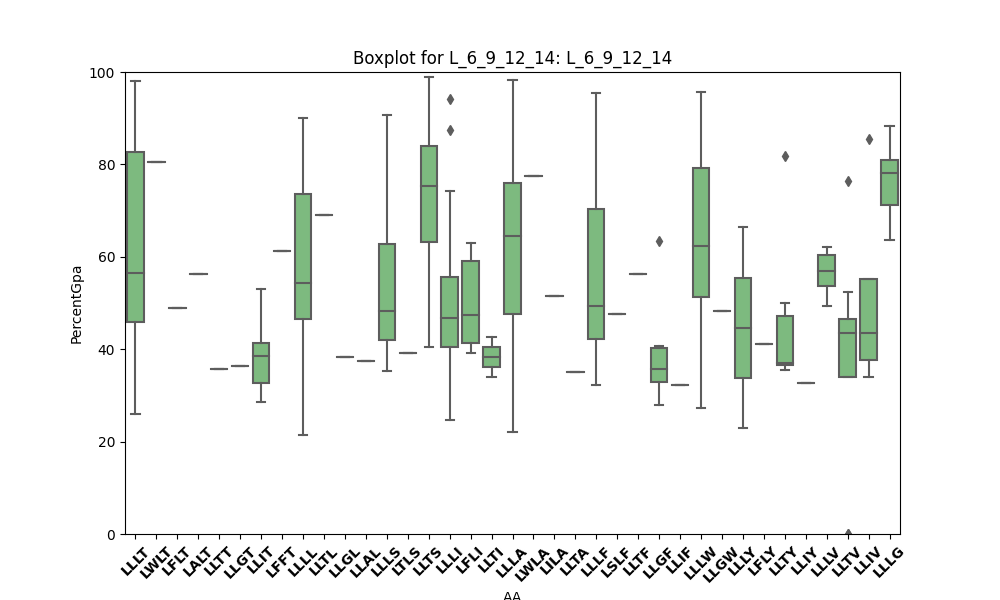 Boxplot for L_6_9_12_14: L_6_9_12_14
PercentGpa
100
80
60
40
20
0
LLLT LWLT LFLT LALT LLTT LLGT LLIT LFFT LLLL LLTL LLGL LLAL LLLS LTLS LLTS LLLI LFLI LLTI LLLA LWLA LILA LLTA LLLF LSLF LLTF LLGF LLIF LLLW LLGW LLLY LFLY LLTY LLIY LLLV LLTV LLIV LLLG
AA